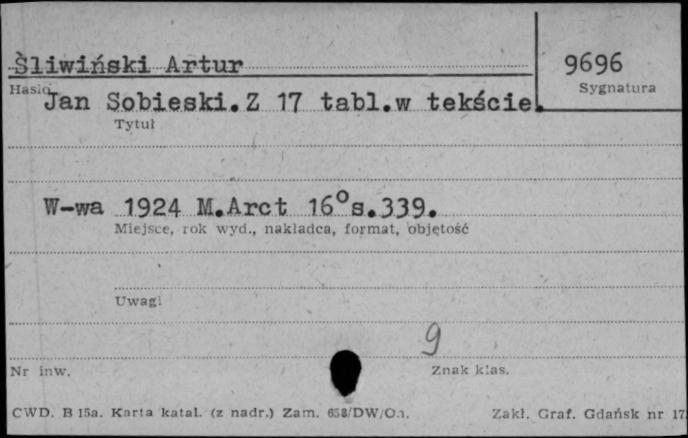 Śliwiński Artur
9696
Hasło
Sygnatura
Jan Sobieski. Z 17 tabl.w tekście.
Tytuł
W-wa 1924 M.Arct 16° s.339.
Miejsce, rok wyd., nakładca, format, objętość
Uwagi
9
Nr inw.
Znak klas.
CWD. B 15a. Karta katal. (z nadr.) Zam. 658/DW/On.
Zakł. Graf. Gdańsk nr 17